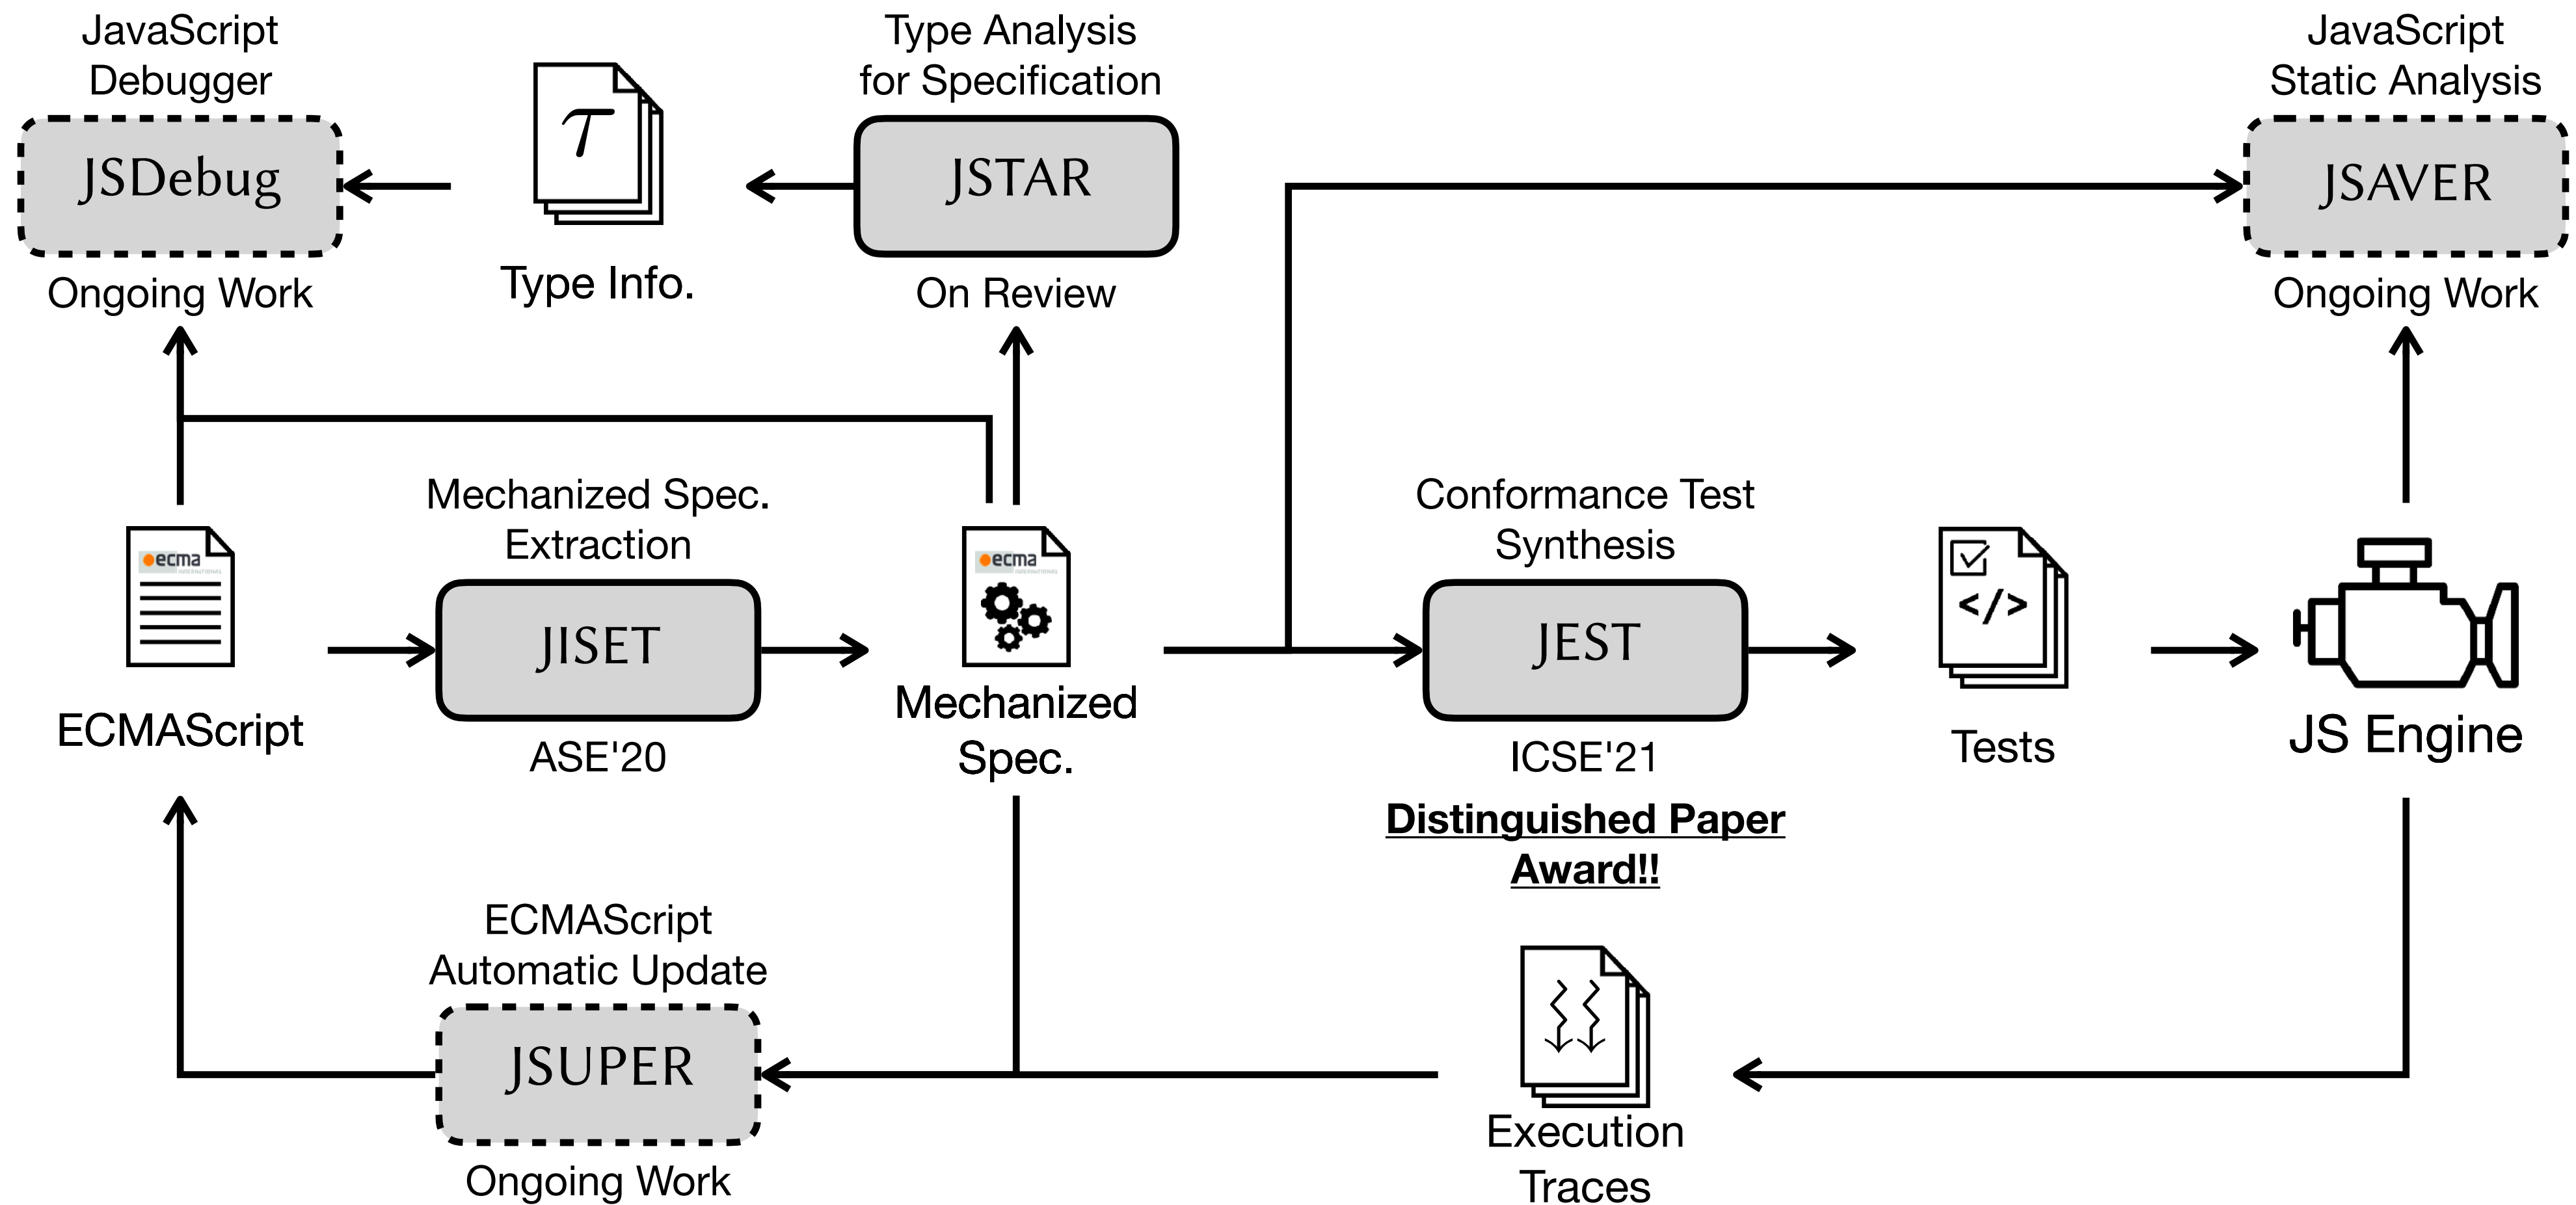 JavaScript
Debugger
JSDebug
Ongoing Work
τ
Type Info.
Type Analysis
for Specification
JSTAR
On Review
JavaScript
Static Analysis
JSAVER
Ongoing Work
ecma
INTERNATIONAL
ECMAScript
Mechanized Spec.
Extraction
JISET
ASE'20
ecma
INTERNATIONAL
Mechanized
Spec.
Conformance Test
Synthesis
JEST
ICSE'21
Distinguished Paper
Award!!
</>
Tests
JS Engine
ECMAScript
Automatic Update
JSUPER
Ongoing Work
Execution
Traces